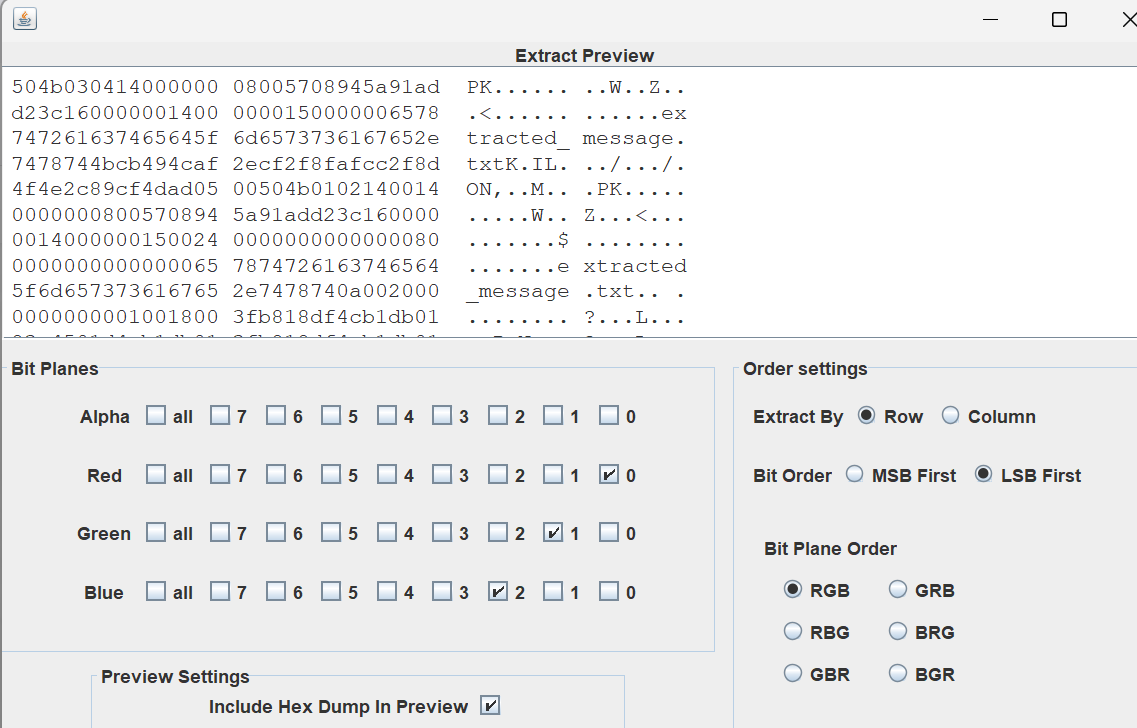 Extract Preview
504b030414000000 08005708945a91ad PK...... ..W..Z..
d23c160000001400 0000150000006578 .<...... ......ex
747261637465645f 6d6573736167652e tracted_ message.
7478744bcb494caf 2ecf2f8fafcc2f8d txtK.IL. ../.../.
4f4e2c89cf4dad05 00504b0102140014 ON,..M.. .PK.....
0000000800570894 5a91add23c160000 .....W.. Z...<...
0014000000150024 0000000000000080 .......$ ........
0000000000000065 7874726163746564 .......e xtracted
5f6d657373616765 2e7478740a002000 _message .txt.. .
0000000001001800 3fb818df4cb1db01 ........ ?...L...
Bit Planes
Alpha all 7 6 5 4 3 2 1 0
Red all 7 6 5 4 3 2 1 0
Green all 7 6 5 4 3 2 1 0
Blue all 7 6 5 4 3 2 1 0
Order settings
Extract By Row Column
Bit Order MSB First LSB First
Bit Plane Order
RGB GRB
RBG BRG
GBR BGR
Preview Settings
Include Hex Dump In Preview